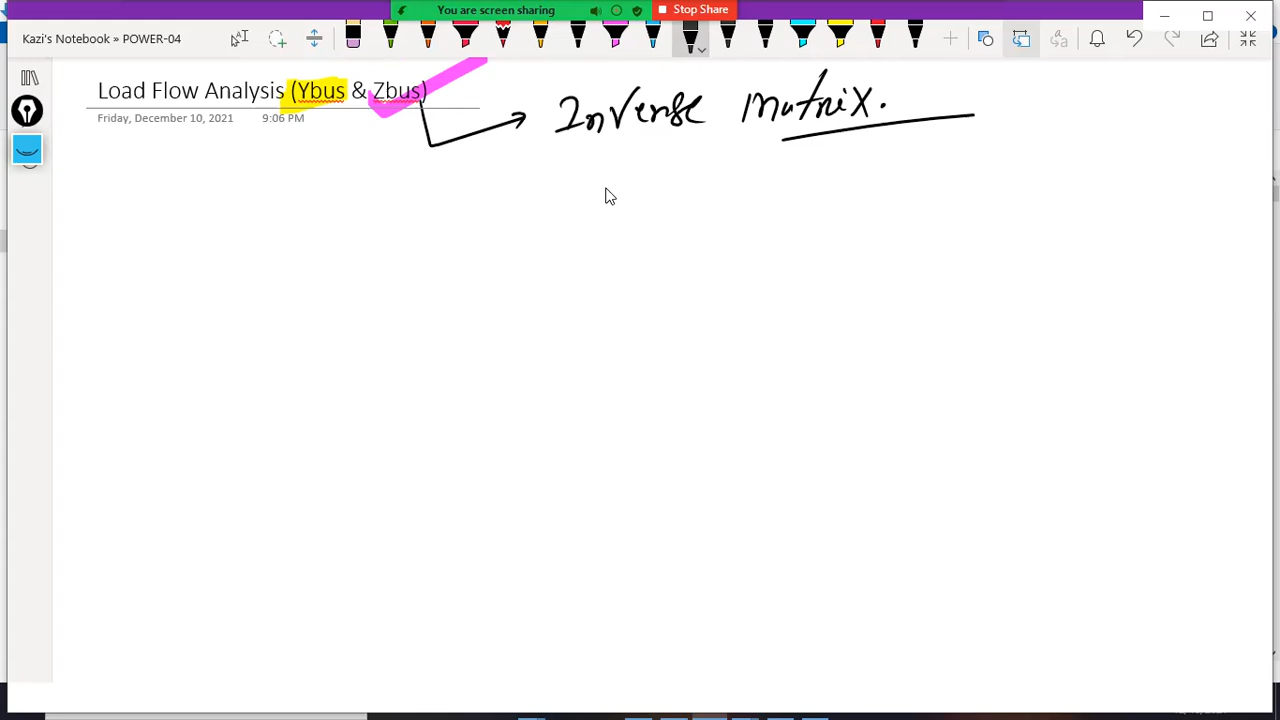 You are screen sharing
Stop Share
Kazi's Notebook » POWER-04
Load Flow Analysis (Ybus & Zbus)
Inverse matrix.
Friday, December 10, 2021 9:06 PM